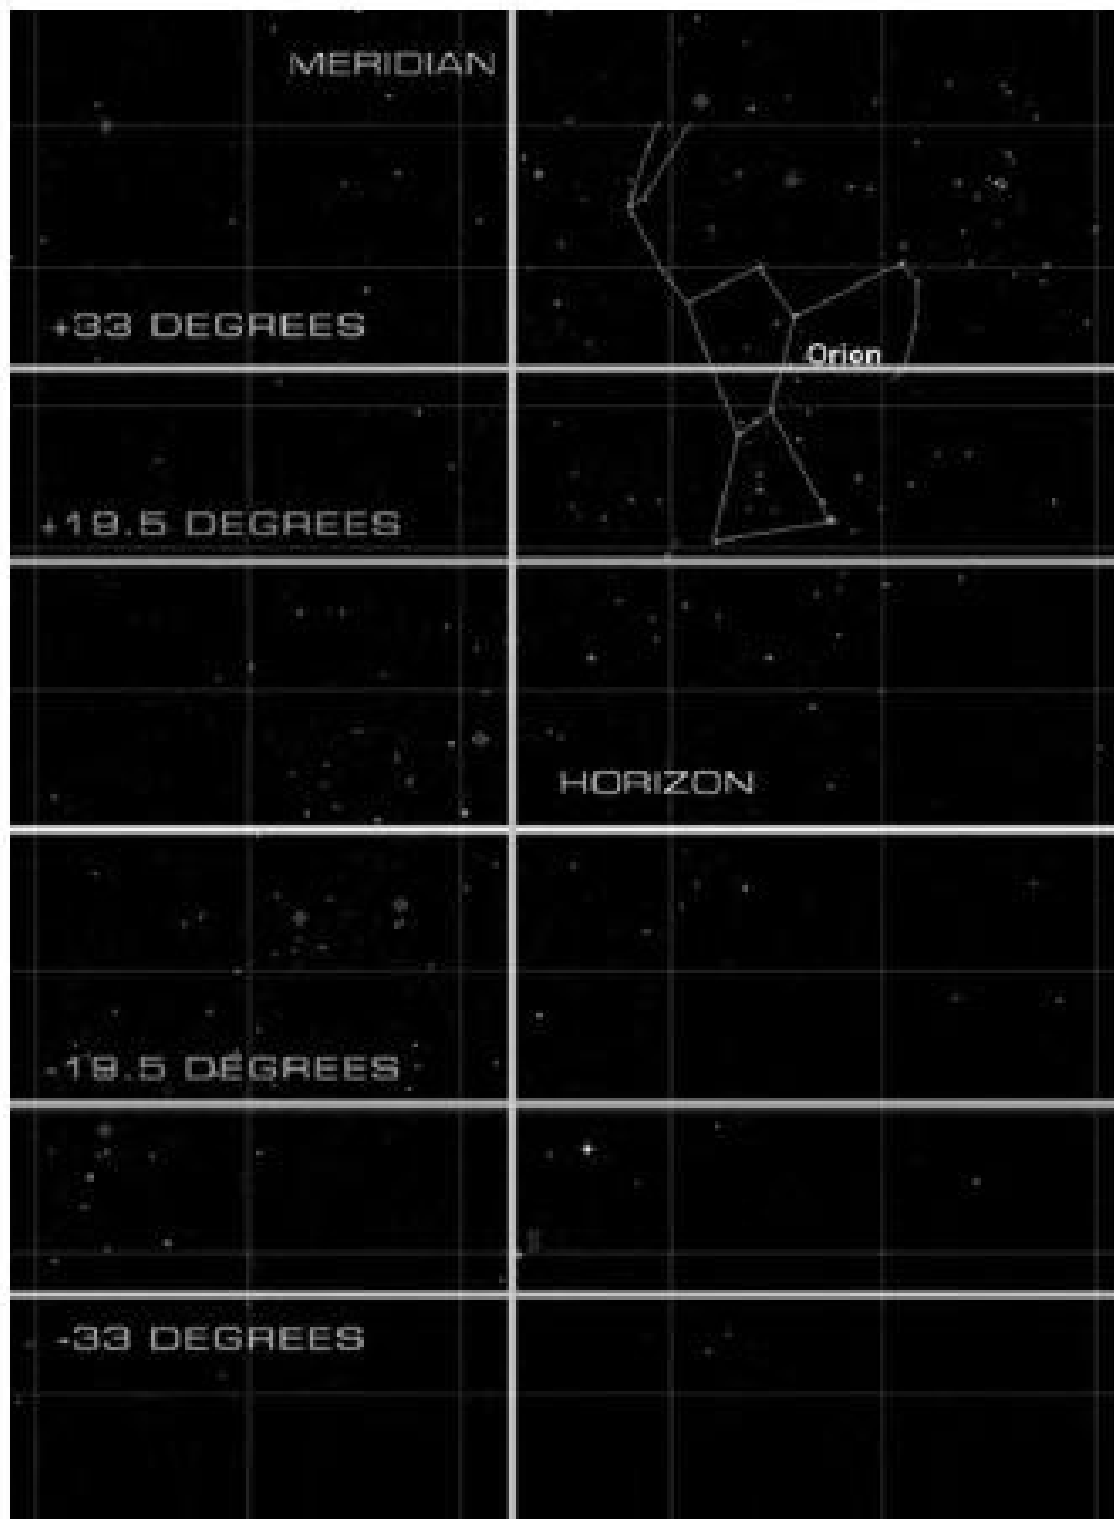 MERIDIAN
+33 DEGREES
Orion
+19.5 DEGREES
HORIZON
-19.5 DEGREES
-33 DEGREES